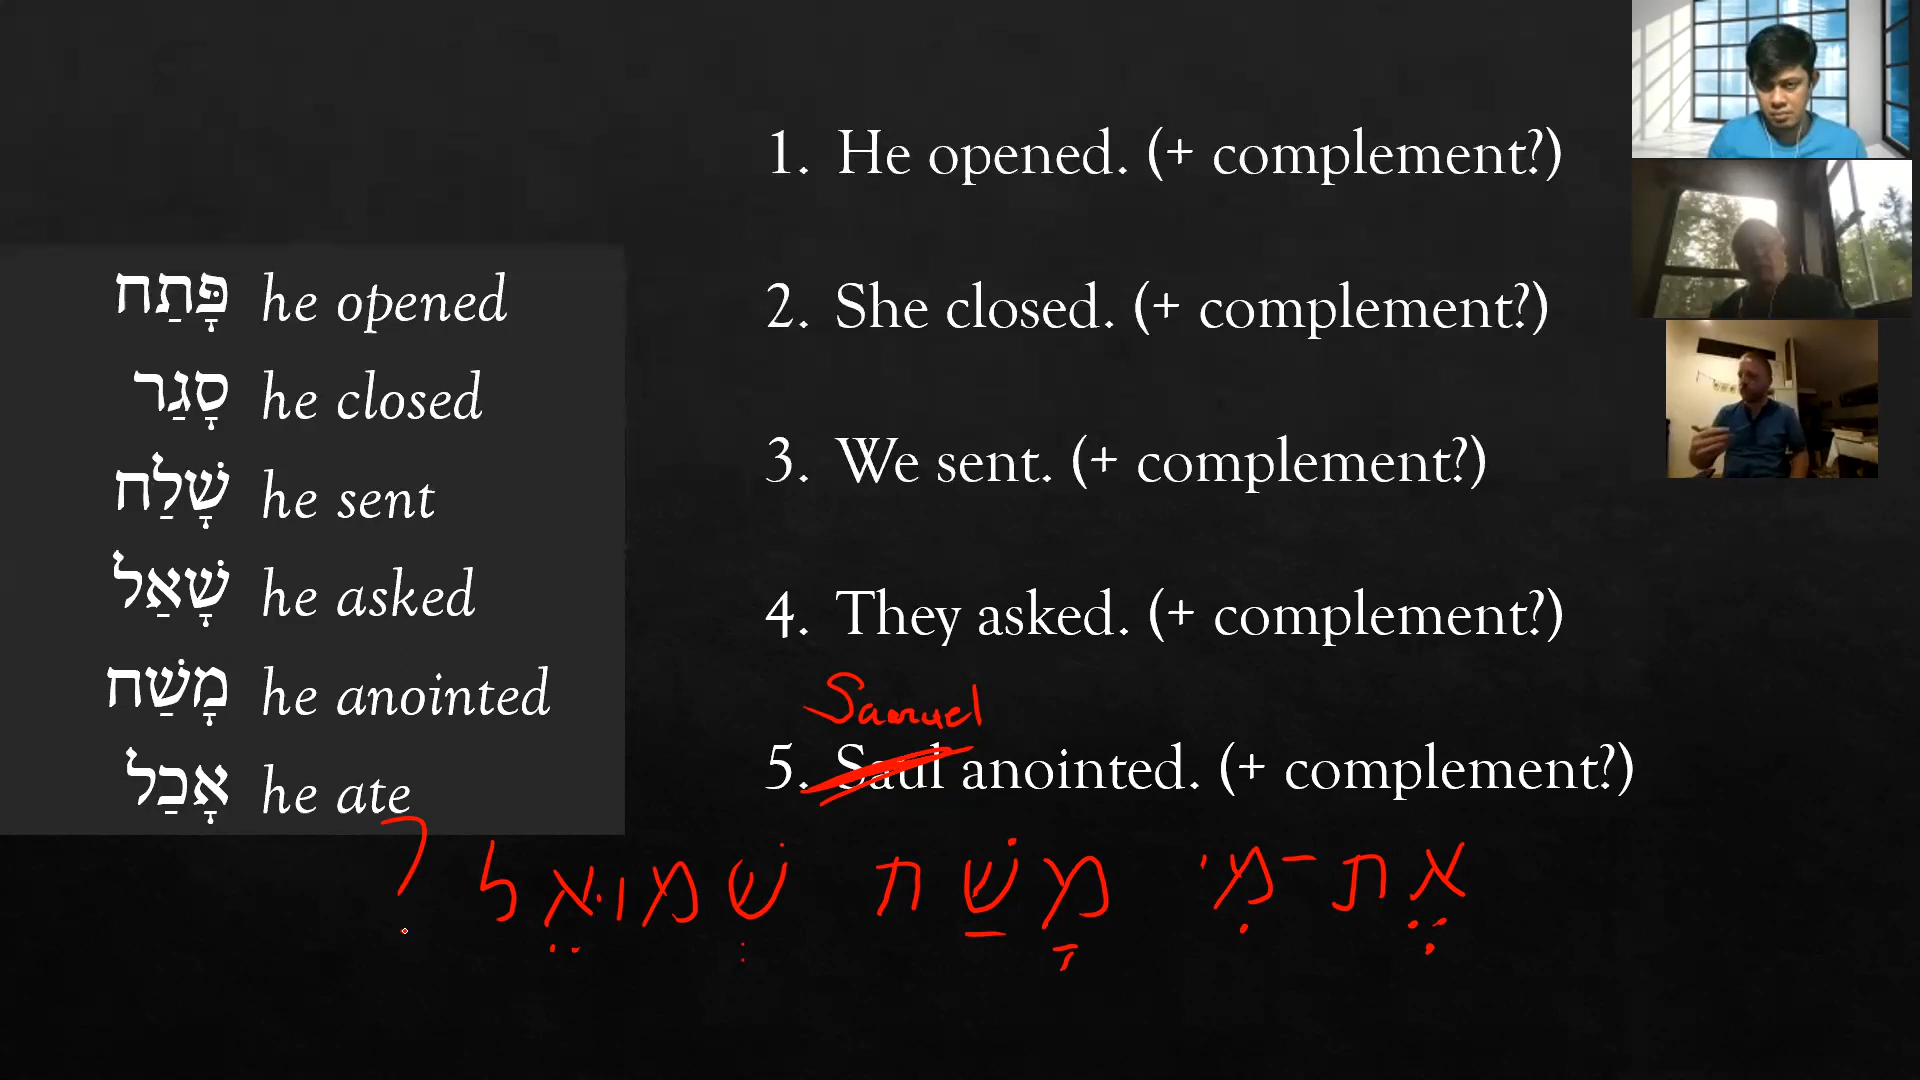 פָּתַח he opened
סָגַר he closed
שָׁלַח he sent
שָׁאַל he asked
מָשַׁח he anointed
אָכַל he ate
1. He opened. (+ complement?)
2. She closed. (+ complement?)
3. We sent. (+ complement?)
4. They asked. (+ complement?)
Samuel
5. Saul anointed. (+ complement?)
אֶת־מִי מָשַׁח שְׁמוּאֵל?